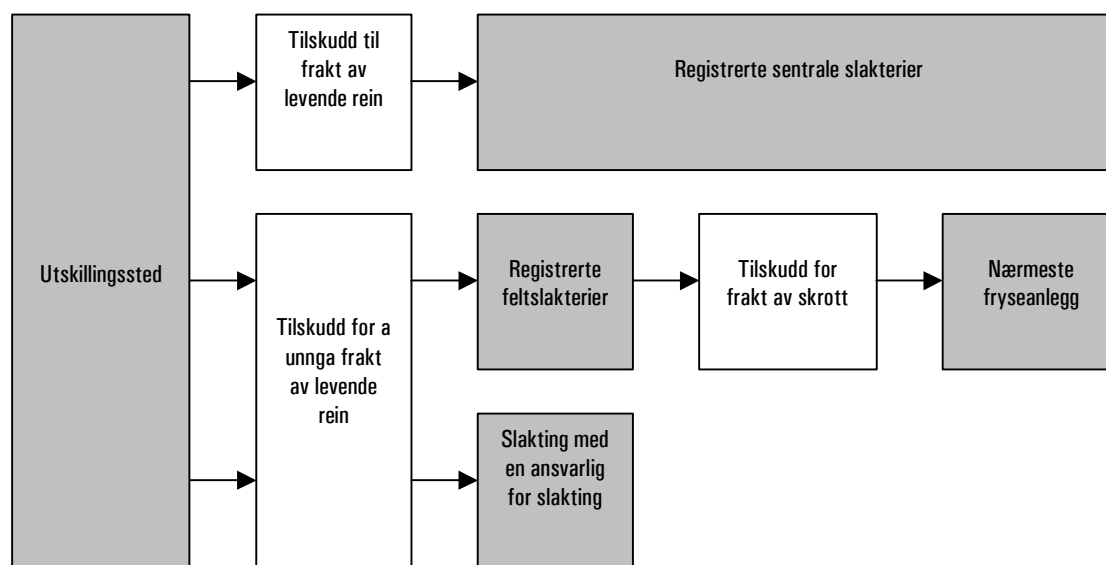 Utskillingssted
Tilskudd til
frakt av
levende rein
Registrerte sentrale slakterier
Tilskudd for a
unnga frakt
av levende
rein
Registrerte
feltslakterier
Tilskudd for
frakt av skrott
Nærmeste
fryseanlegg
Slakting med
en ansvarlig
for slakting